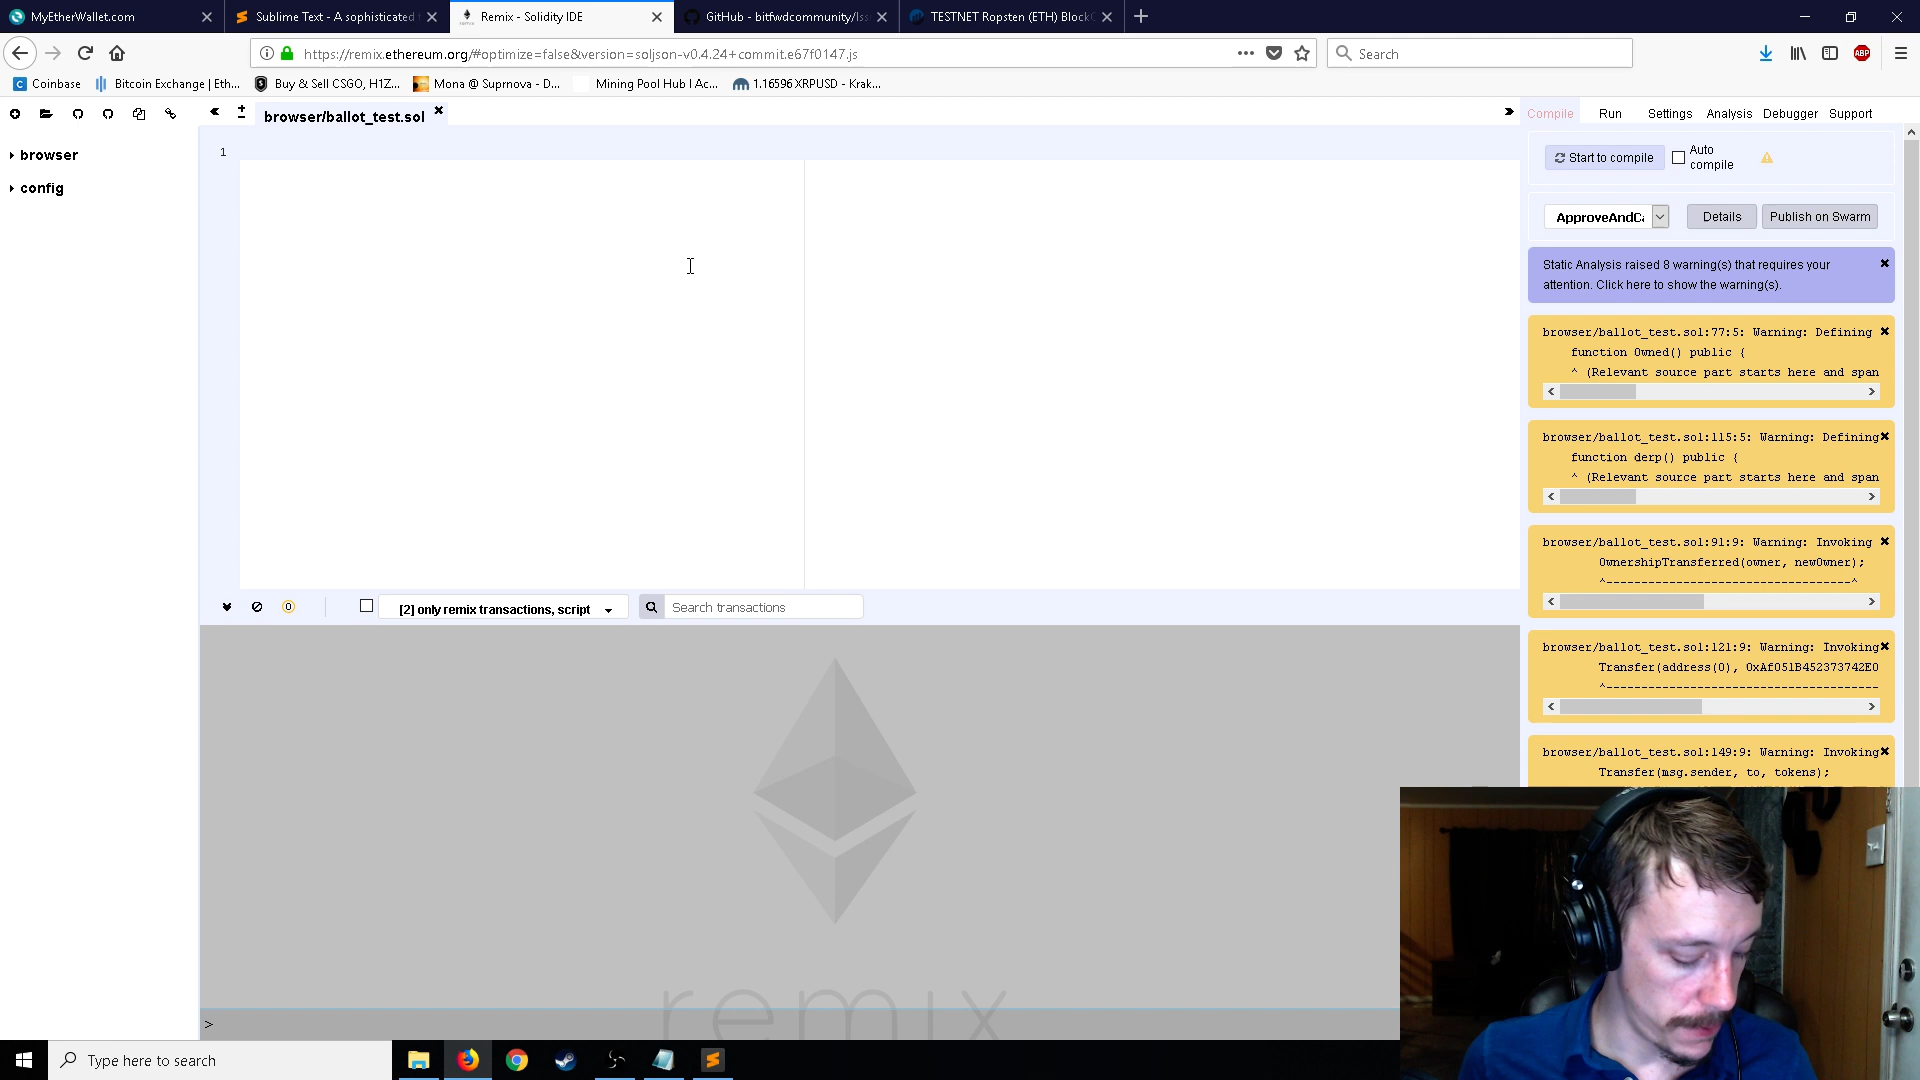 MyEtherWallet.com
Sublime Text - A sophisticated
Remix - Solidity IDE
GitHub - bitfwdcommunity/Iss
TESTNET Ropsten (ETH) BlockC
https://remix.ethereum.org/#optimize=false&version=soljson-v0.4.24+commit.e67f0147.js
Search
Coinbase
Bitcoin Exchange | Eth...
Buy & Sell CSGO, H1Z...
Mona @ Suprnova - D...
Mining Pool Hub | Ac...
1.16596 XRPUSD - Krak...
browser/ballot_test.sol
Compile
Run
Settings
Analysis
Debugger
Support
browser
config
1
Start to compile
Auto compile
ApproveAndCa
Details
Publish on Swarm
Static Analysis raised 8 warning(s) that requires your
attention. Click here to show the warning(s).
browser/ballot_test.sol:77:5: Warning: Defining
function Owned() public {
^ (Relevant source part starts here and span
browser/ballot_test.sol:115:5: Warning: Defining
function derp() public {
^ (Relevant source part starts here and span
browser/ballot_test.sol:91:9: Warning: Invoking
OwnershipTransferred(owner, newOwner);
^-----------------------------------^
browser/ballot_test.sol:121:9: Warning: Invoking
Transfer(address(0), 0xAf051B452373742E0
^---------------------------------------
browser/ballot_test.sol:149:9: Warning: Invoking
Transfer(msg.sender, to, tokens);
0
[2] only remix transactions, script
Search transactions
remix
>
Type here to search
ABP